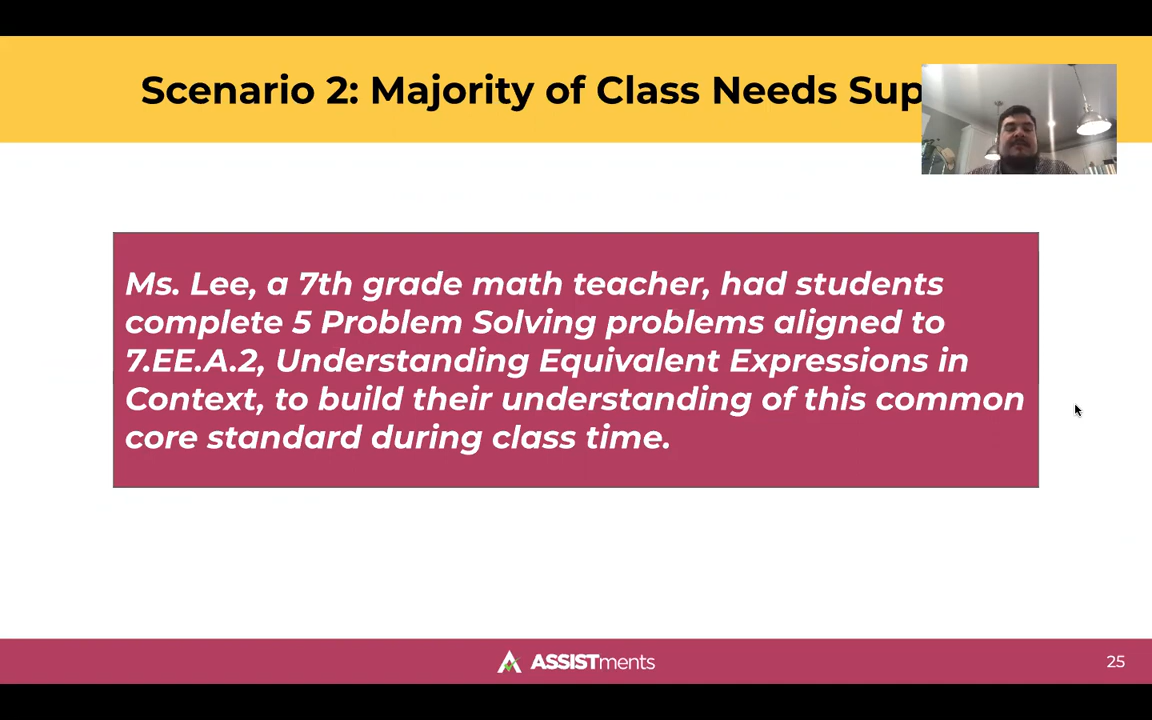 Scenario 2: Majority of Class Needs Sup
Ms. Lee, a 7th grade math teacher, had students
complete 5 Problem Solving problems aligned to
7.EE.A.2, Understanding Equivalent Expressions in
Context, to build their understanding of this common
core standard during class time.
ASSISTments
25